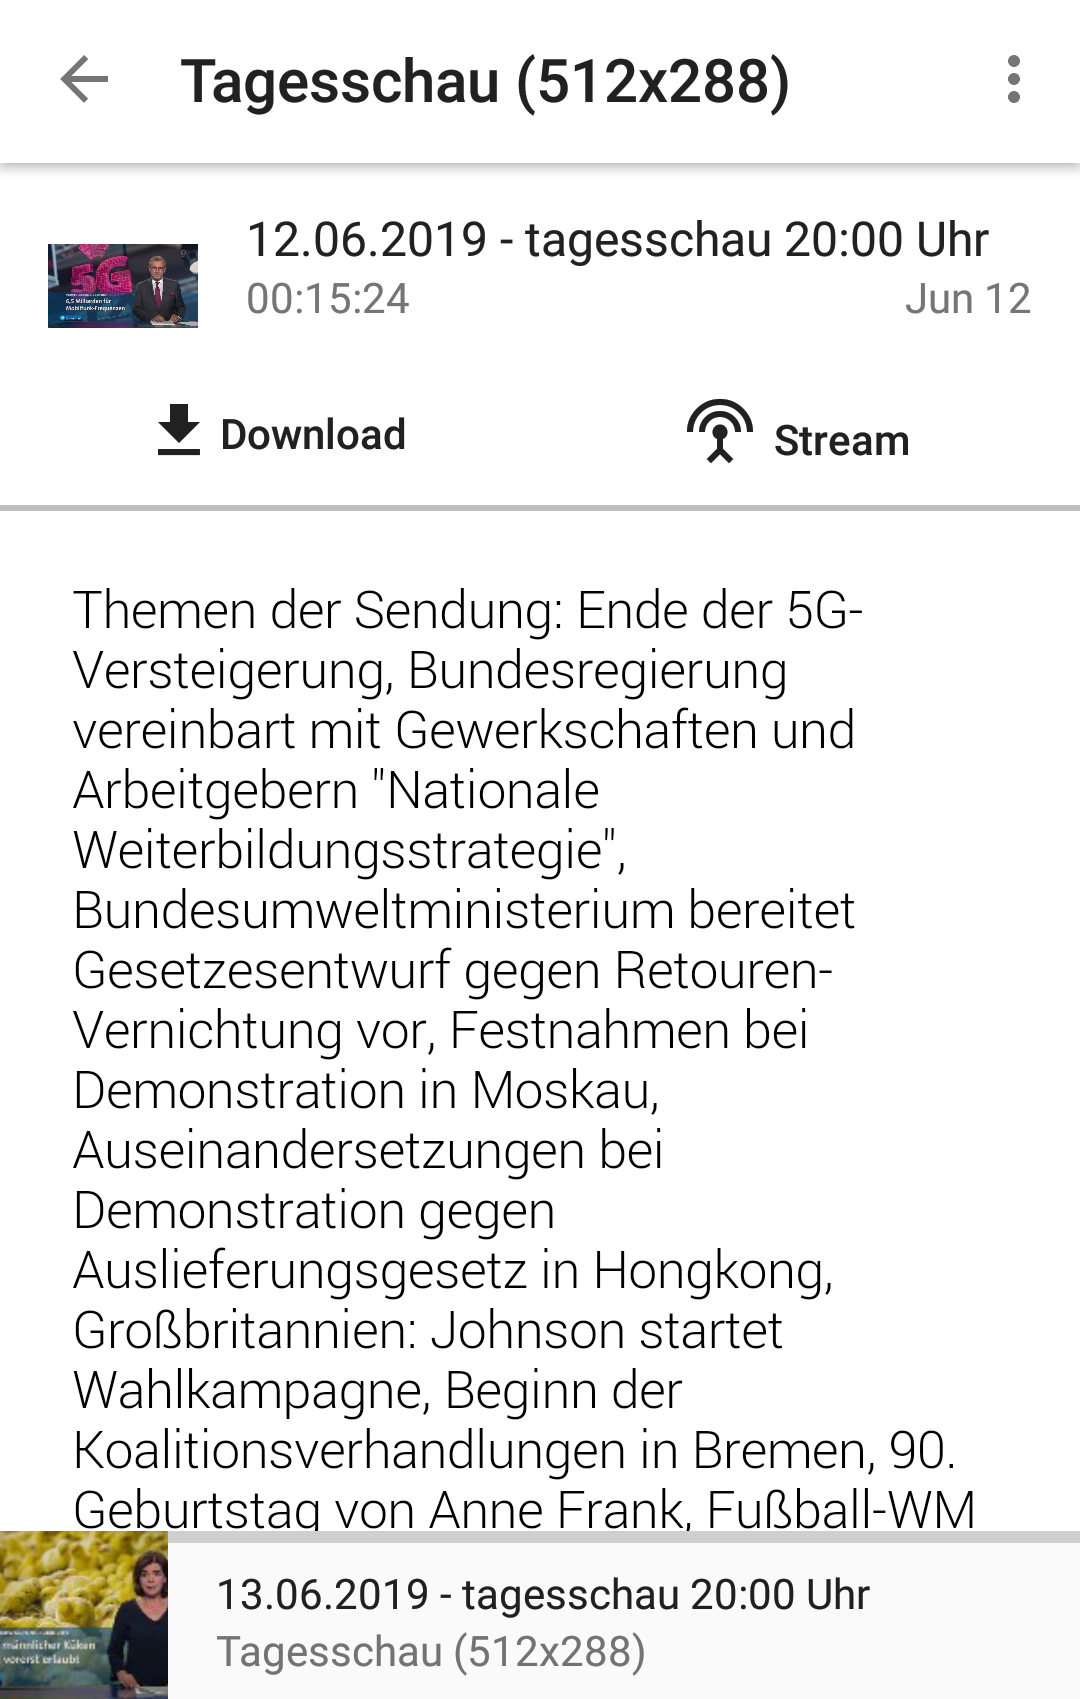 Tagesschau (512x288)
12.06.2019 - tagesschau 20:00 Uhr
00:15:24
Jun 12
5G
6,5 Milliarden für
Mobilfunk-Frequenzen
Download
Stream
Themen der Sendung: Ende der 5G-
Versteigerung, Bundesregierung
vereinbart mit Gewerkschaften und
Arbeitgebern "Nationale
Weiterbildungsstrategie",
Bundesumweltministerium bereitet
Gesetzesentwurf gegen Retouren-
Vernichtung vor, Festnahmen bei
Demonstration in Moskau,
Auseinandersetzungen bei
Demonstration gegen
Auslieferungsgesetz in Hongkong,
Großbritannien: Johnson startet
Wahlkampagne, Beginn der
Koalitionsverhandlungen in Bremen, 90.
Geburtstag von Anne Frank, Fußball-WM
männlicher Küken
vorerst erlaubt
13.06.2019 - tagesschau 20:00 Uhr
Tagesschau (512x288)